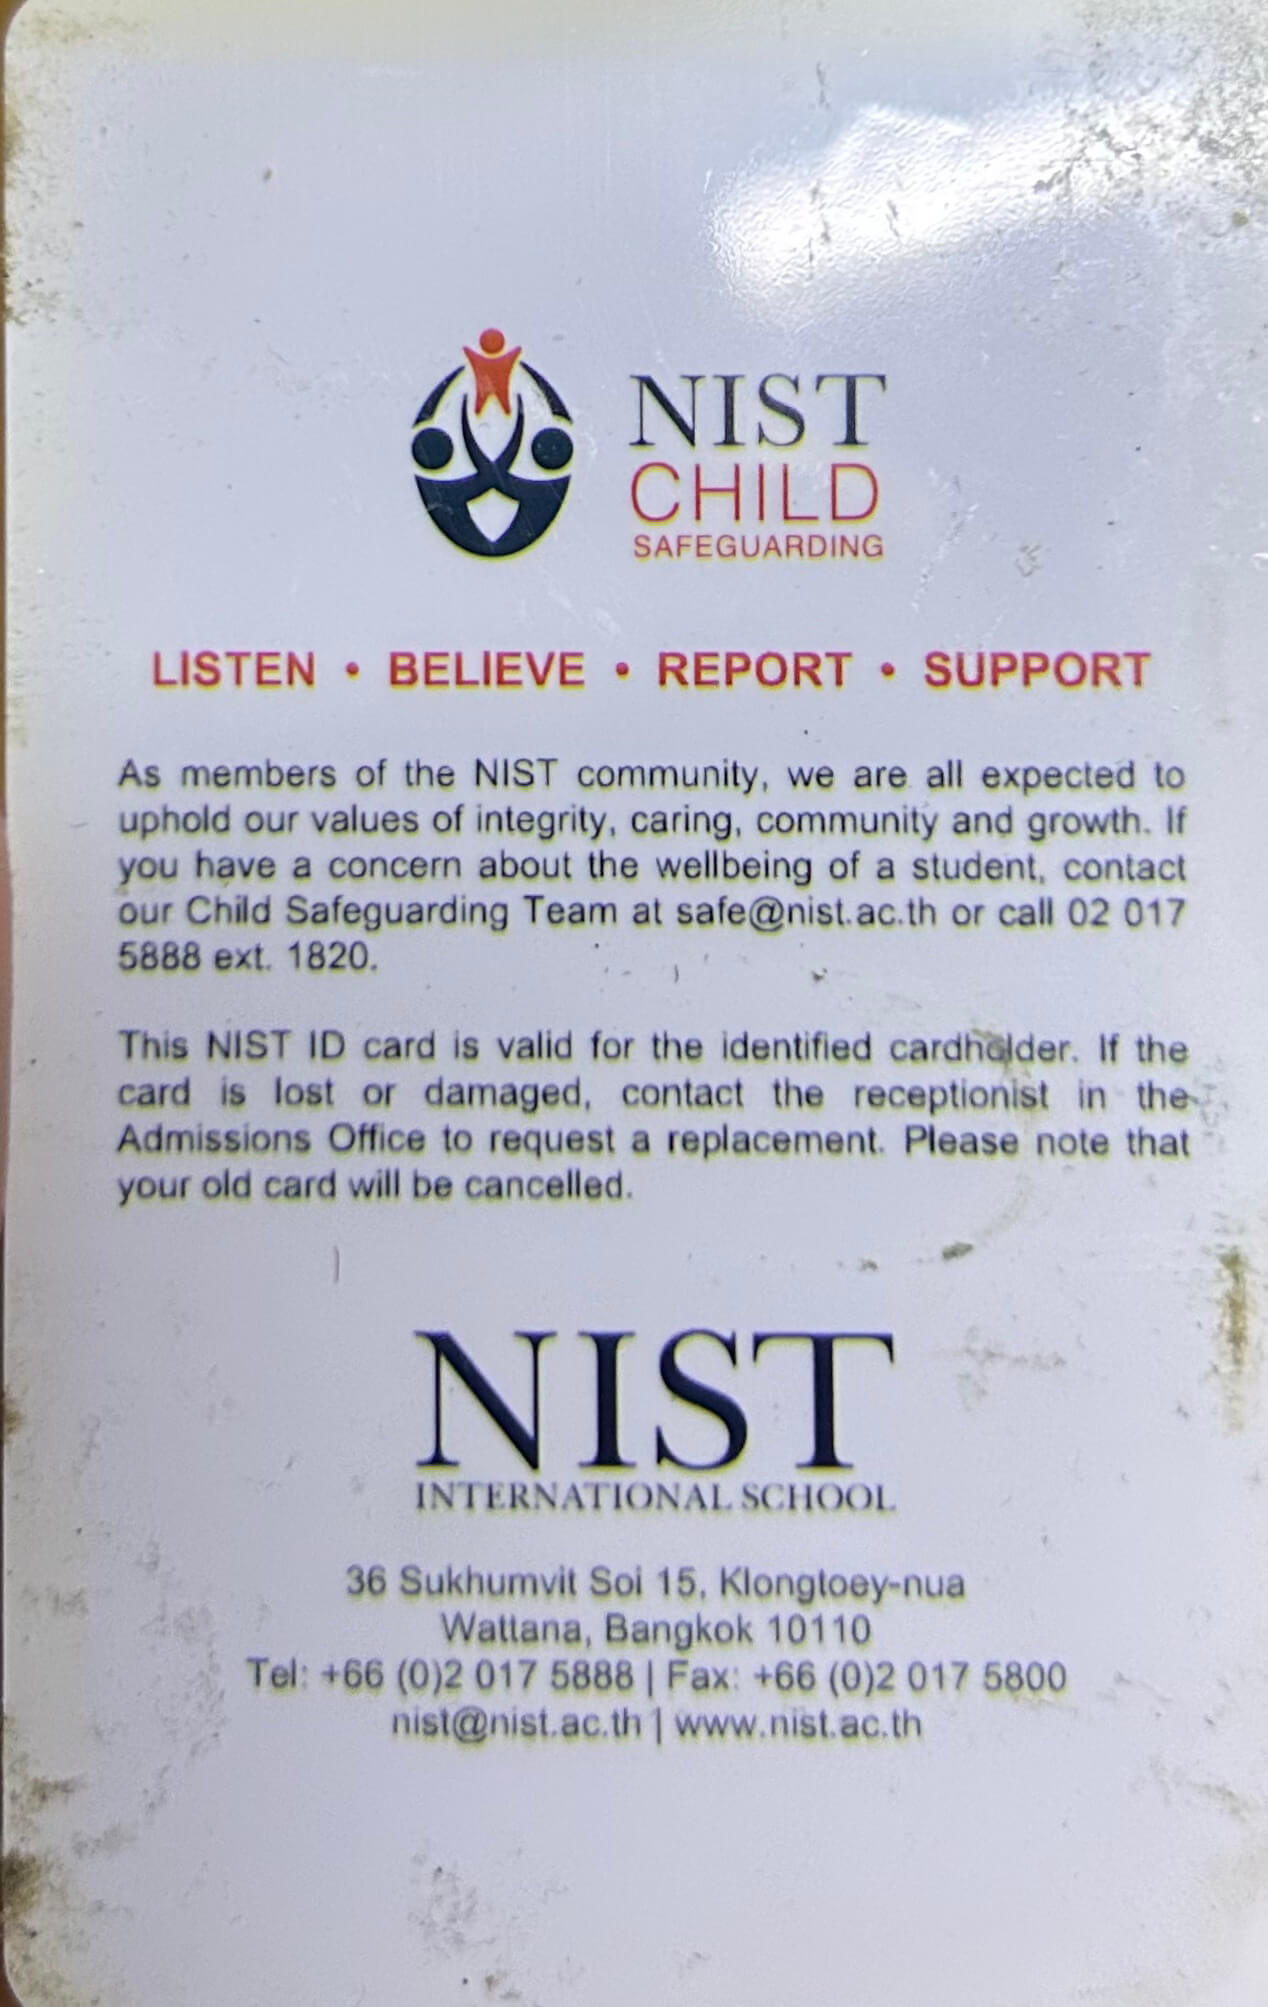 NIST
CHILD
SAFEGUARDING
LISTEN • BELIEVE • REPORT • SUPPORT
As members of the NIST community, we are all expected to
uphold our values of integrity, caring, community and growth. If
you have a concern about the wellbeing of a student, contact
our Child Safeguarding Team at safe@nist.ac.th or call 02 017
5888 ext. 1820.
This NIST ID card is valid for the identified cardholder. If the
card is lost or damaged, contact the receptionist in the
Admissions Office to request a replacement. Please note that
your old card will be cancelled.
NIST
INTERNATIONAL SCHOOL
36 Sukhumvit Soi 15, Klongtoey-nua
Wattana, Bangkok 10110
Tel: +66 (0)2 017 5888 | Fax: +66 (0)2 017 5800
nist@nist.ac.th | www.nist.ac.th